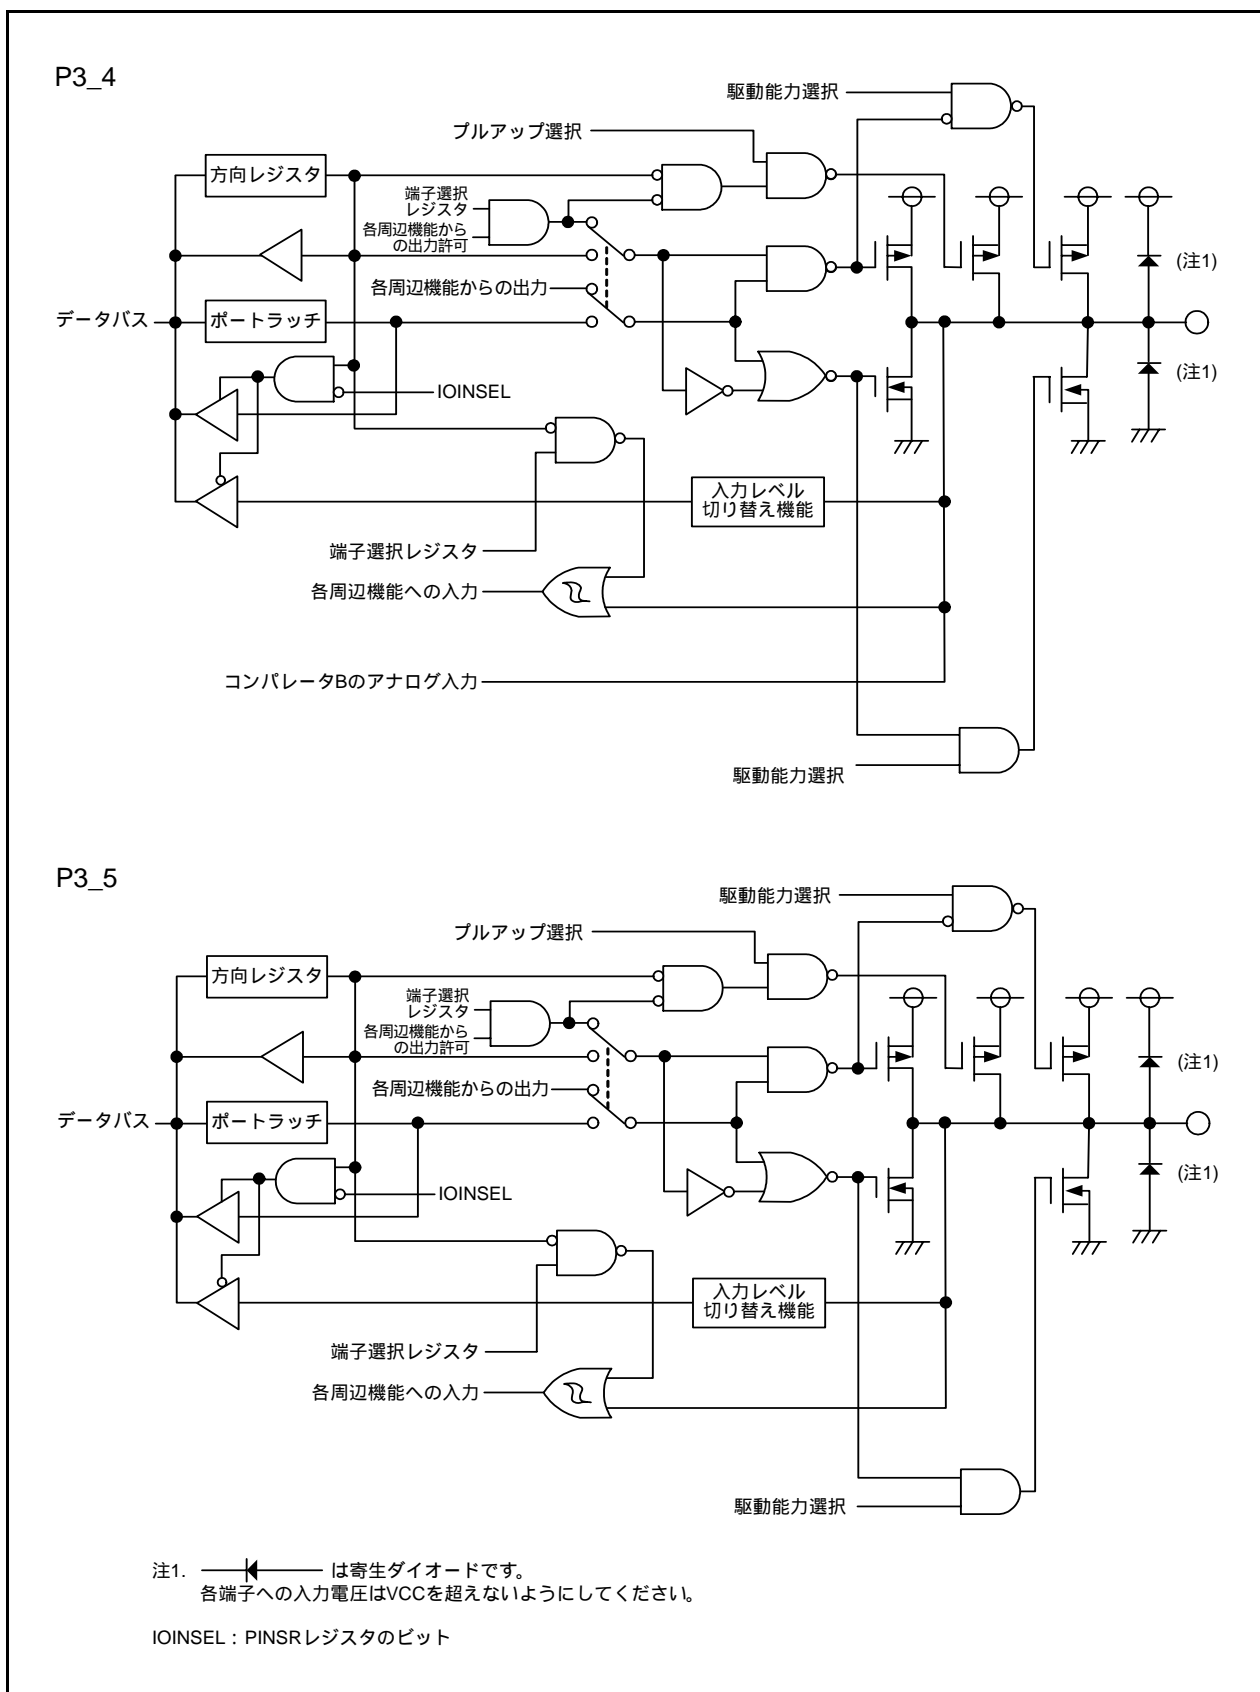 P3_4
駆動能力選択
プルアップ選択
方向レジスタ
端子選択
レジスタ
各周辺機能から
の出力許可
(注1)
各周辺機能からの出力
データバス
ポートラッチ
(注1)
IOINSEL
入力レベル
切り替え機能
端子選択レジスタ
各周辺機能への入力
コンパレータBのアナログ入力
駆動能力選択
P3_5
駆動能力選択
プルアップ選択
方向レジスタ
端子選択
レジスタ
各周辺機能から
の出力許可
(注1)
各周辺機能からの出力
データバス
ポートラッチ
(注1)
IOINSEL
入力レベル
切り替え機能
端子選択レジスタ
各周辺機能への入力
駆動能力選択
注1. は寄生ダイオードです。
各端子への入力電圧はVCCを超えないようにしてください。
IOINSEL：PINSRレジスタのビット